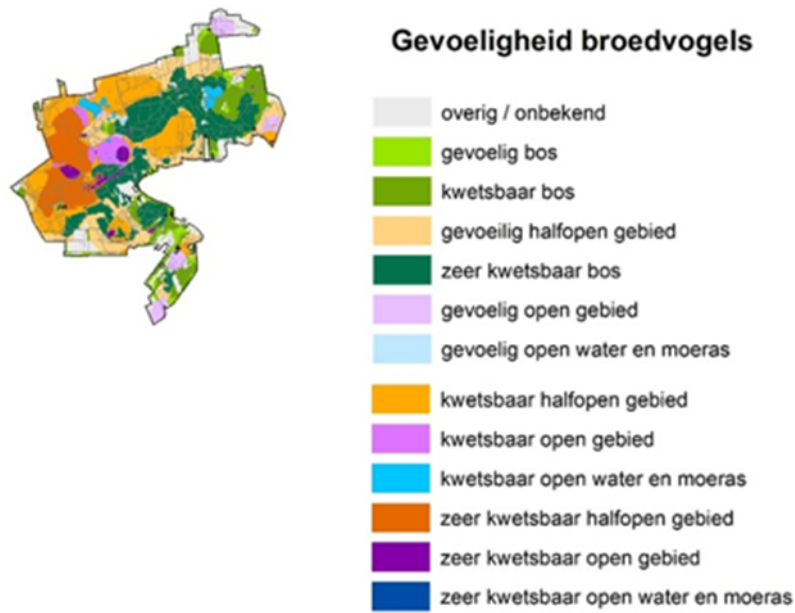 Gevoeligheid broedvogels
overig / onbekend
gevoelig bos
kwetsbaar bos
gevoeilig halfopen gebied
zeer kwetsbaar bos
gevoelig open gebied
gevoelig open water en moeras
kwetsbaar halfopen gebied
kwetsbaar open gebied
kwetsbaar open water en moeras
zeer kwetsbaar halfopen gebied
zeer kwetsbaar open gebied
zeer kwetsbaar open water en moeras